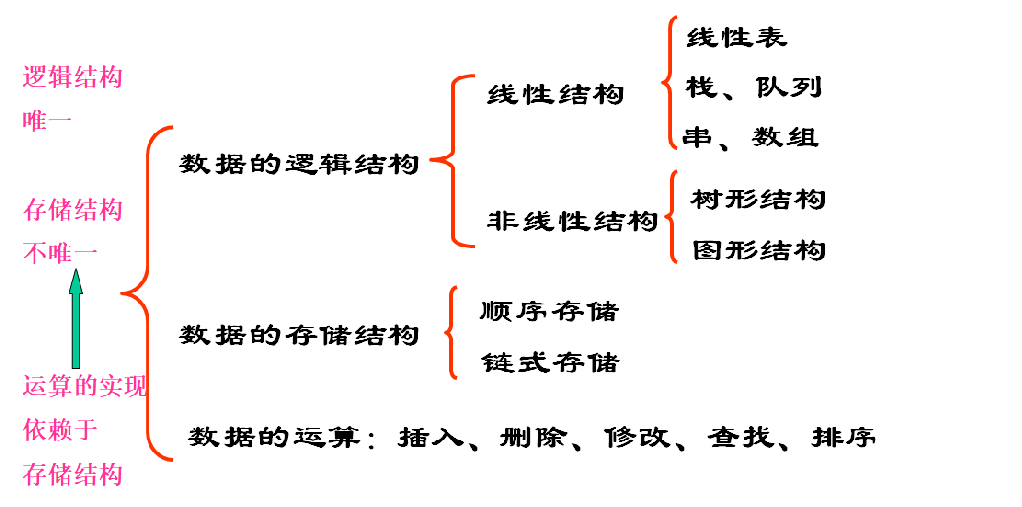 逻辑结构
唯一
存储结构
不唯一
运算的实现
依赖于
存储结构
数据的逻辑结构
线性结构
线性表
栈、队列
串、数组
非线性结构
树形结构
图形结构
数据的存储结构
顺序存储
链式存储
数据的运算：插入、删除、修改、查找、排序